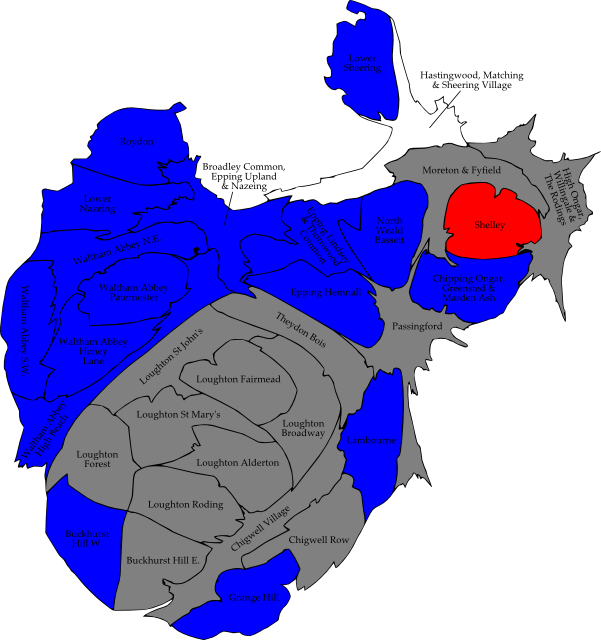 Lower
Sheering
Hastingwood, Matching
& Sheering Village
Roydon
Broadley Common,
Epping Upland
& Nazeing
Moreton & Fyfield
High Ongar,
Willingale &
The Rodings
Lower
Nazeing
Shelley
Epping Lindsey
& Thornwood
Common
North
Weald
Bassett
Waltham Abbey N.E.
Waltham Abbey
Paternoster
Epping Hemnall
Chipping Ongar,
Greensted &
Marden Ash
Waltham Abbey S.W.
Waltham Abbey
Honey
Lane
Theydon Bois
Passingford
Loughton St John's
Loughton Fairmead
Loughton St Mary's
Loughton
Broadway
Lambourne
Waltham Abbey
High Beach
Loughton
Forest
Loughton Alderton
Loughton Roding
Chigwell Village
Buckhurst
Hill W.
Chigwell Row
Buckhurst Hill E.
Grange Hill